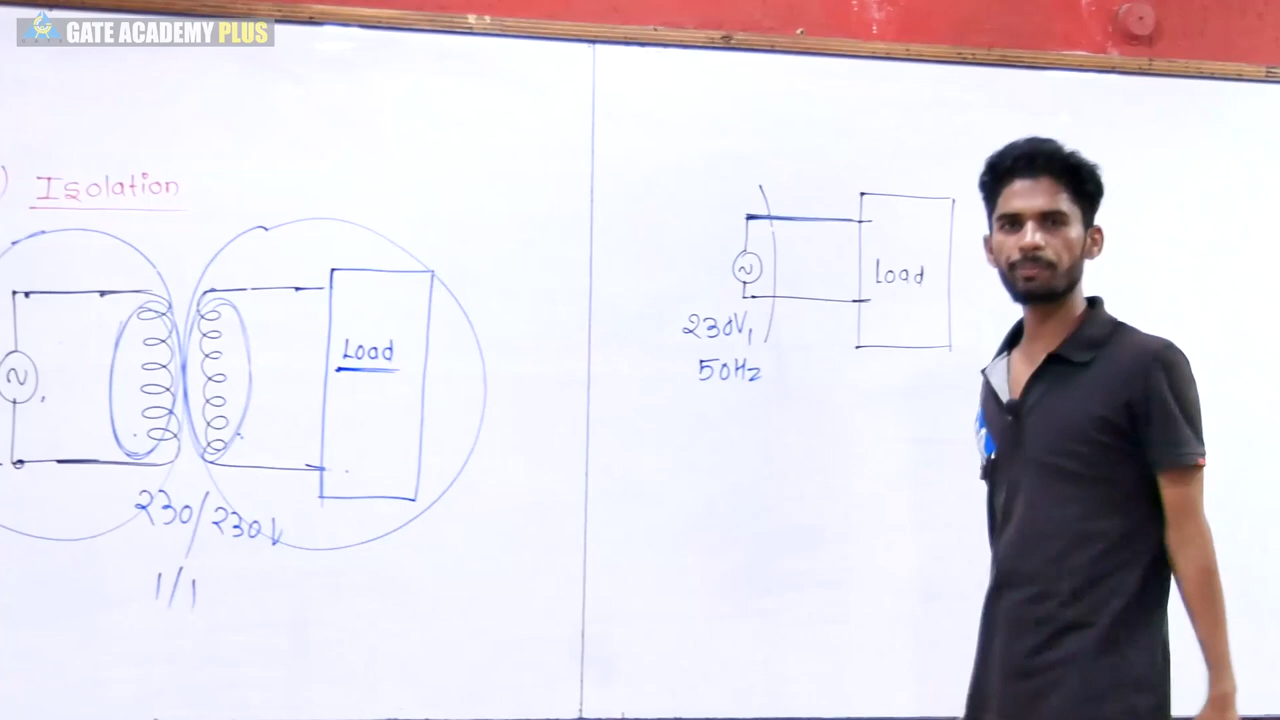 GATE ACADEMY PLUS
) Isolation
Load
230/230V
1/1
Load
230V,
50Hz